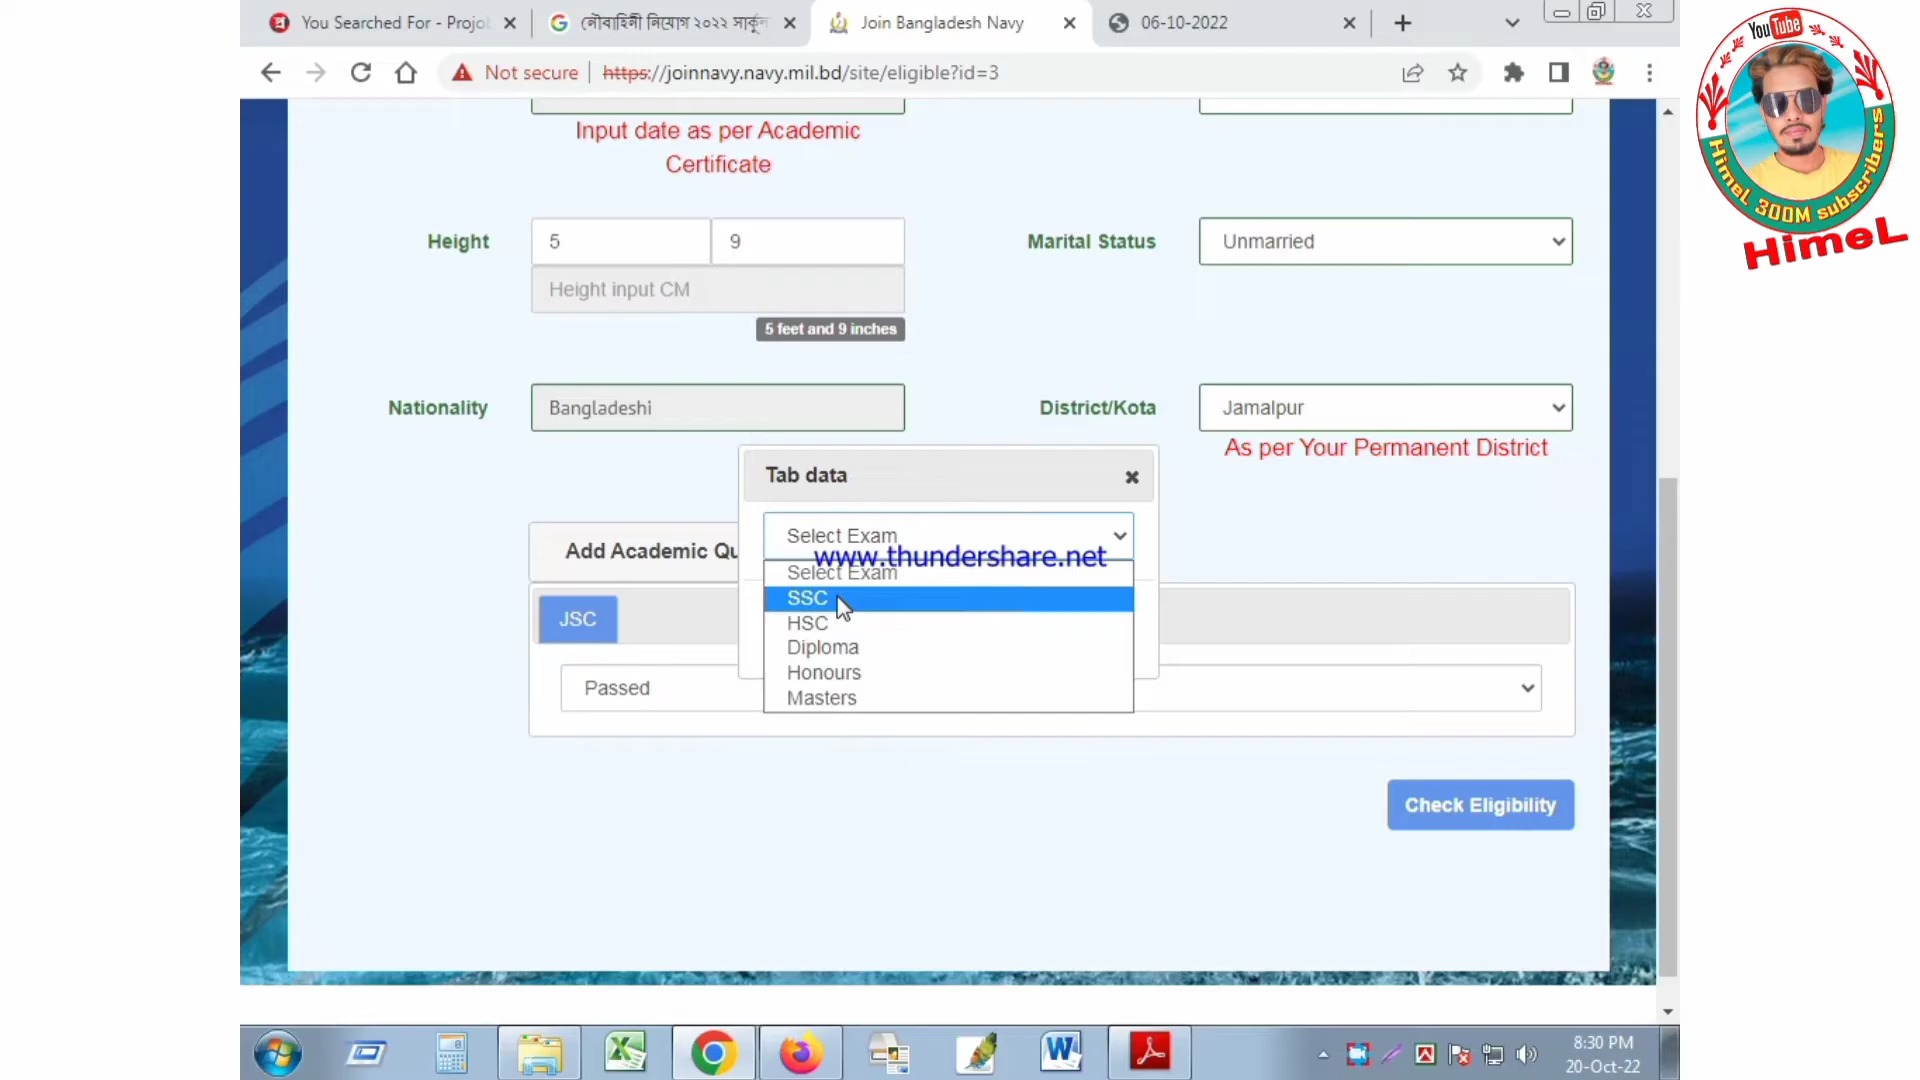 You Searched For - Projo
নৌবাহিনী নিয়োগ ২০২২ সার্কুল
Join Bangladesh Navy
06-10-2022
Not secure
https://joinnavy.navy.mil.bd/site/eligible?id=3
You Tube
HimeL 300M subscribers
HimeL
Input date as per Academic
Certificate
Height
5
9
Marital Status
Unmarried
Height input CM
5 feet and 9 inches
Nationality
Bangladeshi
District/Kota
Jamalpur
As per Your Permanent District
Tab data
Select Exam
www.thundershare.net
Add Academic Qu
Select Exam
SSC
HSC
Diploma
Honours
Masters
JSC
Passed
Check Eligibility
8:30 PM
20-Oct-22